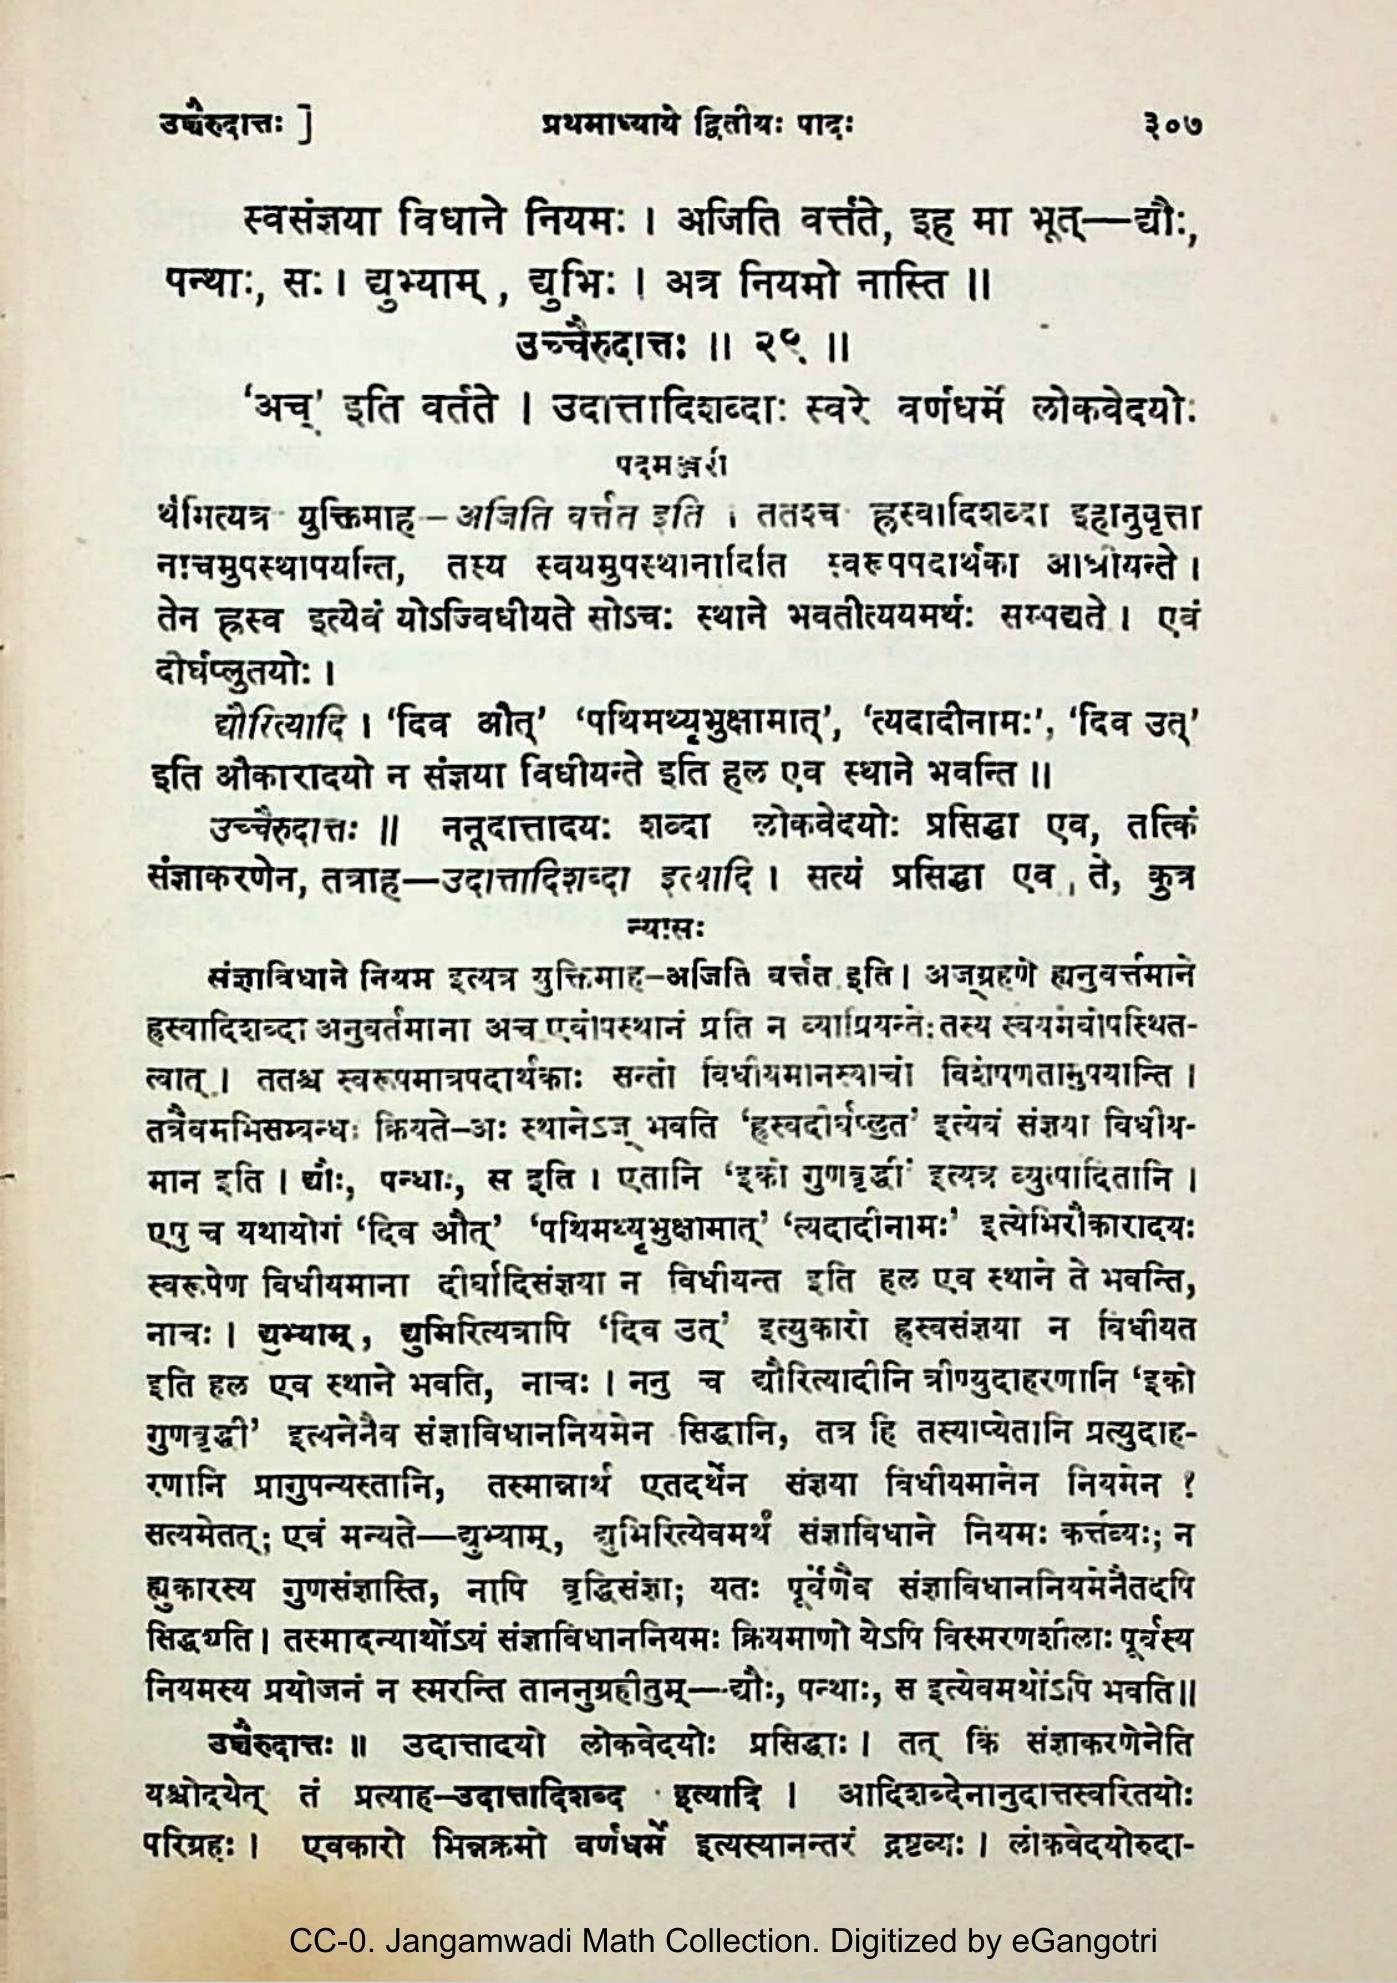 उच्चैरुदात्तः ] प्रथमाध्याये द्वितीयः पादः ३०७
स्वसंज्ञया विधाने नियमः । अजिति वर्त्तते, इह मा भूत्—द्यौः,
पन्थाः, सः । द्युभ्याम् , द्युभिः । अत्र नियमो नास्ति ॥
उच्चैरुदात्तः ॥ २९ ॥
‘अच्’ इति वर्तते । उदात्तादिशब्दाः स्वरे वर्णधर्मे लोकवेदयोः
पदमञ्जरी
र्थमित्यत्र युक्तिमाह–अजिति वर्त्तत इति । ततश्च ह्रस्वादिशब्दा इहानुवृत्ता
नाचमुपस्थापयन्ति, तस्य स्वयमुपस्थानादिति स्वरूपपदार्थका आश्रीयन्ते ।
तेन ह्रस्व इत्येवं योऽज्विधीयते सोऽचः स्थाने भवतीत्ययमर्थः सम्पद्यते । एवं
दीर्घप्लुतयोः ।
द्यौरित्यादि । ‘दिव औत्’ ‘पथिमथ्यृभुक्षामात्’, ‘त्यदादीनामः’, ‘दिव उत्’
इति औकारादयो न संज्ञया विधीयन्ते इति हल एव स्थाने भवन्ति ॥
उच्चैरुदात्तः ॥ ननूदात्तादयः शब्दा लोकवेदयोः प्रसिद्धा एव, तत्किं
संज्ञाकरणेन, तत्राह—उदात्तादिशब्दा इत्यादि । सत्यं प्रसिद्धा एव , ते, कुत्र
न्यासः
संज्ञाविधाने नियम इत्यत्र युक्तिमाह–अजिति वर्त्तत इति । अज्ग्रहणे ह्यनुवर्त्तमाने
ह्रस्वादिशब्दा अनुवर्तमाना अच एवोपस्थानं प्रति न व्याप्रियन्ते; तस्य स्वयमेवोपस्थित-
त्वात् । ततश्च स्वरूपमात्रपदार्थकाः सन्तो विधीयमानस्याचो विशेषणतामुपयान्ति ।
तत्रैवमभिसम्बन्धः क्रियते–अः स्थानेऽज् भवति ‘ह्रस्वदीर्घप्लुत’ इत्येवं संज्ञया विधीय-
मान इति । द्यौः, पन्थाः, स इति । एतानि ‘इको गुणवृद्धी’ इत्यत्र व्युत्पादितानि ।
एषु च यथायोगं ‘दिव औत्’ ‘पथिमथ्यृभुक्षामात्’ ‘त्यदादीनामः’ इत्येभिरौकारादयः
स्वरूपेण विधीयमाना दीर्घादिसंज्ञया न विधीयन्त इति हल एव स्थाने ते भवन्ति,
नाचः । द्युभ्याम् , द्युभिरित्यत्रापि ‘दिव उत्’ इत्युकारो ह्रस्वसंज्ञया न विधीयत
इति हल एव स्थाने भवति, नाचः । ननु च द्यौरित्यादीनि त्रीण्युदाहरणानि ‘इको
गुणवृद्धी’ इत्यनेनैव संज्ञाविधाननियमेन सिद्धानि, तत्र हि तस्याप्येतानि प्रत्युदाह-
रणानि प्रागुपन्यस्तानि, तस्मान्नार्थ एतदर्थेन संज्ञया विधीयमानेन नियमेन ?
सत्यमेतत्; एवं मन्यते—द्युभ्याम्, द्युभिरित्येवमर्थं संज्ञाविधाने नियमः कर्त्तव्यः; न
ह्युकारस्य गुणसंज्ञास्ति, नापि वृद्धिसंज्ञा; यतः पूर्वेणैव संज्ञाविधाननियमेनैतदपि
सिद्ध्यति । तस्मादन्यार्थोऽयं संज्ञाविधाननियमः क्रियमाणो येऽपि विस्मरणशीलाः पूर्वस्य
नियमस्य प्रयोजनं न स्मरन्ति ताननुग्रहीतुम्—द्यौः, पन्थाः, स इत्येवमर्थोऽपि भवति॥
उच्चैरुदात्तः ॥ उदात्तादयो लोकवेदयोः प्रसिद्धाः । तत् किं संज्ञाकरणेनेति
यश्चोदयेत् तं प्रत्याह–उदात्तादिशब्द इत्यादि । आदिशब्देनानुदात्तस्वरितयोः
परिग्रहः । एवकारो भिन्नक्रमो वर्णधर्मे इत्यस्यानन्तरं द्रष्टव्यः । लोकवेदयोरुदा-
CC-0. Jangamwadi Math Collection. Digitized by eGangotri